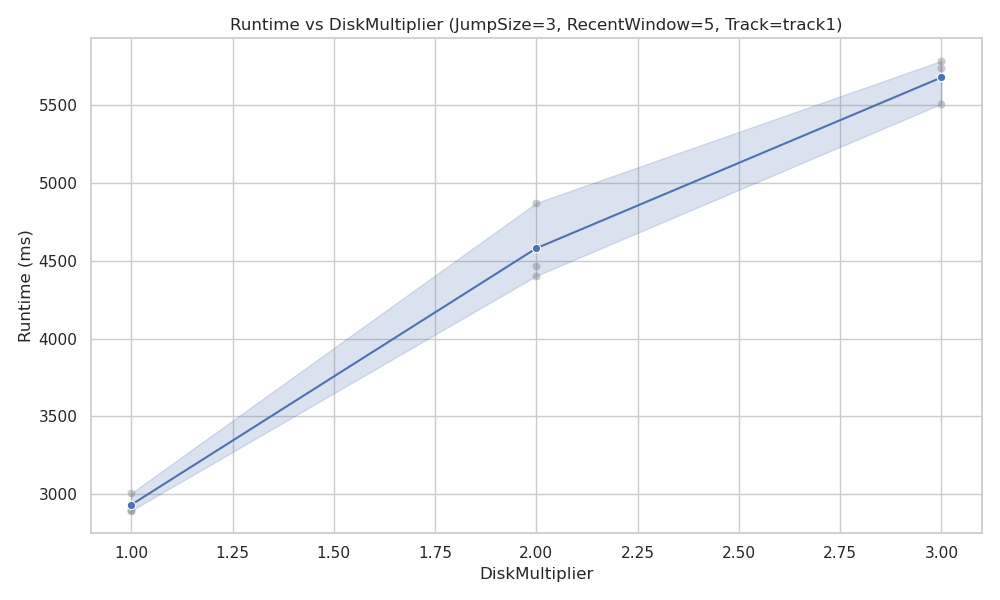 Runtime vs DiskMultiplier (JumpSize=3, RecentWindow=5, Track=track1)
Runtime (ms)
5500
5000
4500
4000
3500
3000
1.00 1.25 1.50 1.75 2.00 2.25 2.50 2.75 3.00
DiskMultiplier